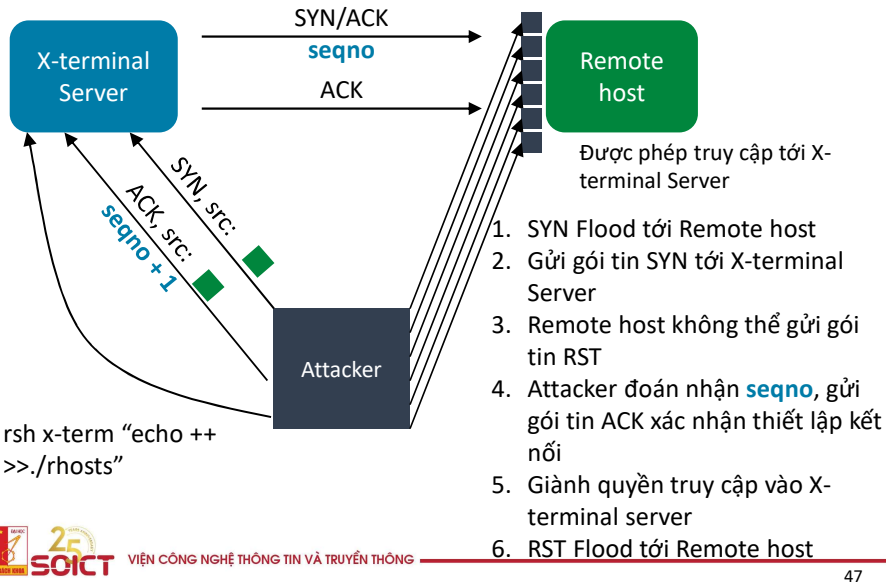 SYN/ACK
seqno
ACK
X-terminal
Server
Remote
host
Được phép truy cập tới X-
terminal Server
SYN, src:
ACK, src:
seqno + 1
Attacker
rsh x-term “echo ++
>>./rhosts”
1. SYN Flood tới Remote host
2. Gửi gói tin SYN tới X-terminal
Server
3. Remote host không thể gửi gói
tin RST
4. Attacker đoán nhận seqno, gửi
gói tin ACK xác nhận thiết lập kết
nối
5. Giành quyền truy cập vào X-
terminal server
6. RST Flood tới Remote host
25
SOICT
VIỆN CÔNG NGHỆ THÔNG TIN VÀ TRUYỀN THÔNG
47